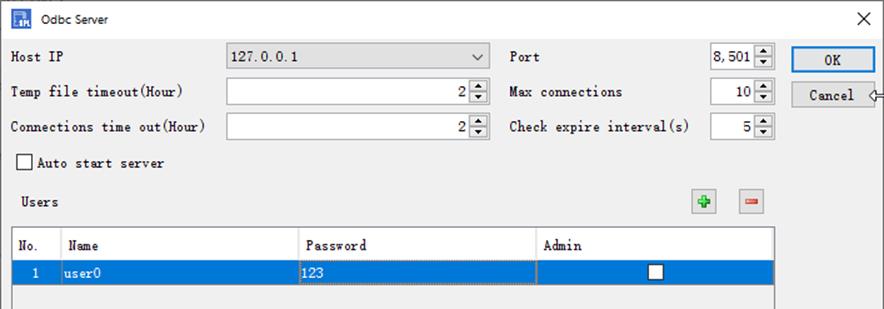 Odbc Server
Host IP 127.0.0.1 Port 8,501 OK
Temp file timeout(Hour) 2 Max connections 10 Cancel
Connections time out(Hour) 2 Check expire interval(s) 5
Auto start server
Users
No. Name Password Admin
1 user0 123